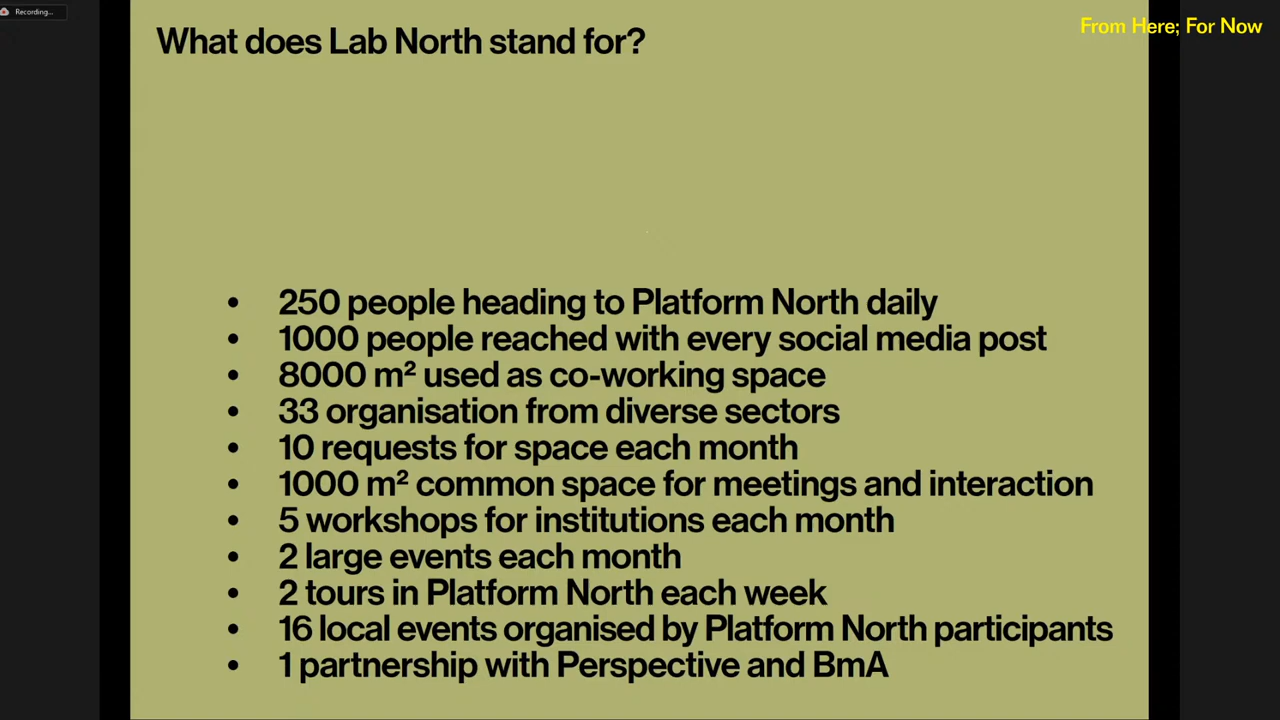 Recording...
From Here; For Now
What does Lab North stand for?
• 250 people heading to Platform North daily
• 1000 people reached with every social media post
• 8000 m² used as co-working space
• 33 organisation from diverse sectors
• 10 requests for space each month
• 1000 m² common space for meetings and interaction
• 5 workshops for institutions each month
• 2 large events each month
• 2 tours in Platform North each week
• 16 local events organised by Platform North participants
• 1 partnership with Perspective and BmA